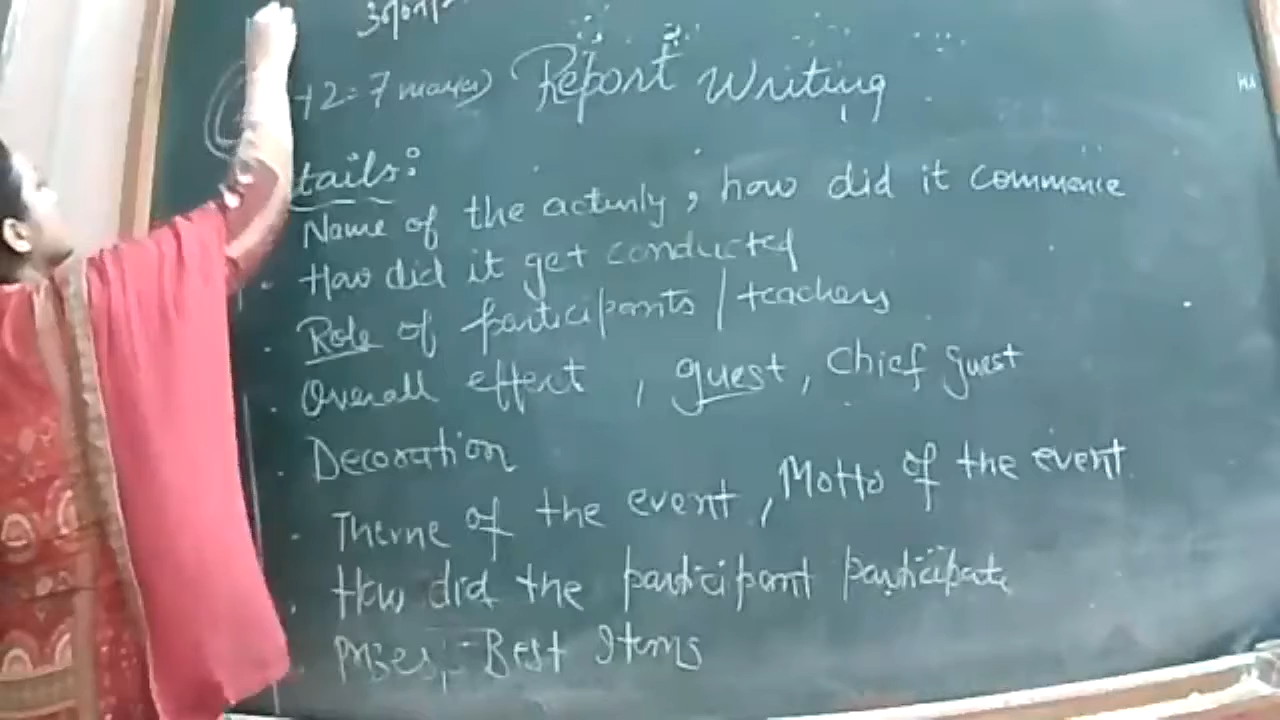 +2=7 marks) Report Writing
tails:
Name of the activity, how did it commence
How did it get conducted
Role of participants / teachers
Overall effect, guest, chief guest
Decoration
Theme of the event, Motto of the event
How did the participant participate
Prizes, - Best Items